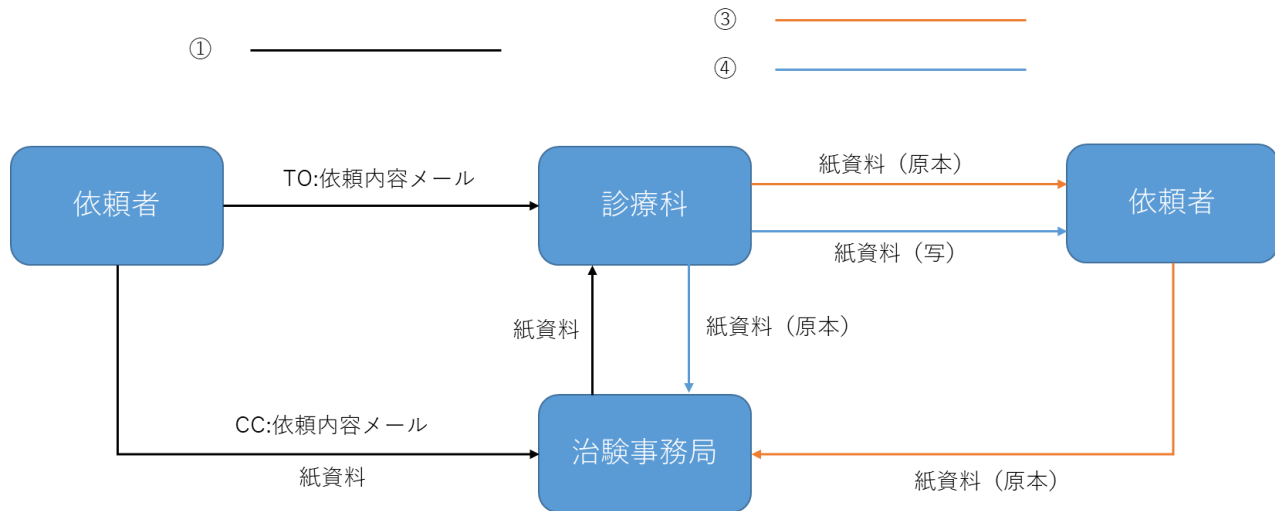 ①
③
④
依頼者
TO:依頼内容メール
診療科
紙資料（原本）
紙資料（写）
依頼者
紙資料
紙資料（原本）
CC:依頼内容メール
紙資料
治験事務局
紙資料（原本）